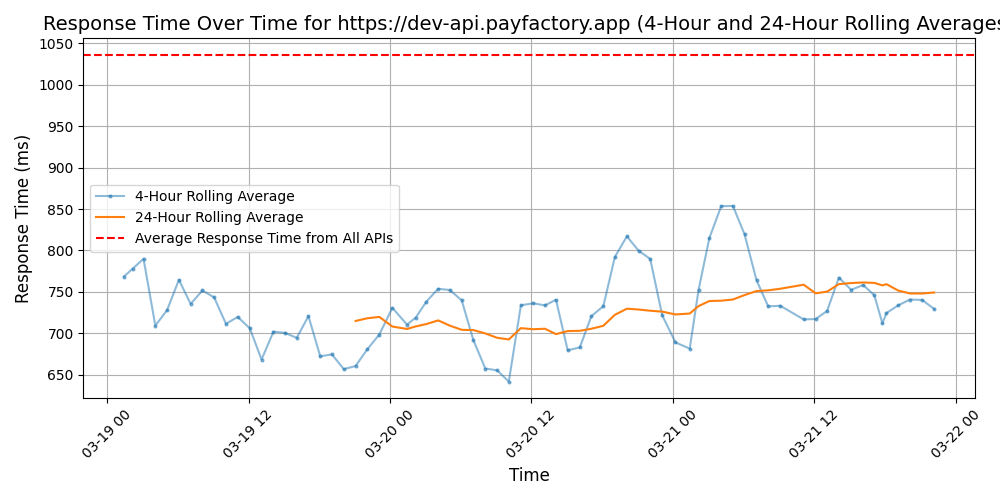 Response Time Over Time for https://dev-api.payfactory.app (4-Hour and 24-Hour Rolling Averages
Response Time (ms)
1050
1000
950
900
850
800
750
700
650
4-Hour Rolling Average
24-Hour Rolling Average
Average Response Time from All APIs
03-19 00
03-19 12
03-20 00
03-20 12
03-21 00
03-21 12
03-22 00
Time